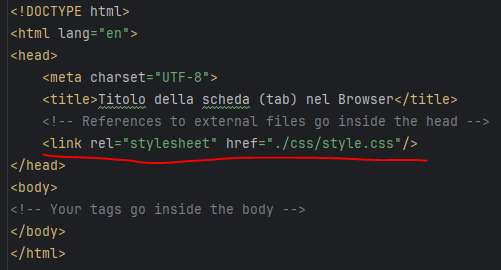 <!DOCTYPE html>
<html lang="en">
<head>
<meta charset="UTF-8">
<title>Titolo della scheda (tab) nel Browser</title>
<!-- References to external files go inside the head -->
<link rel="stylesheet" href="./css/style.css"/>
</head>
<body>
<!-- Your tags go inside the body -->
</body>
</html>